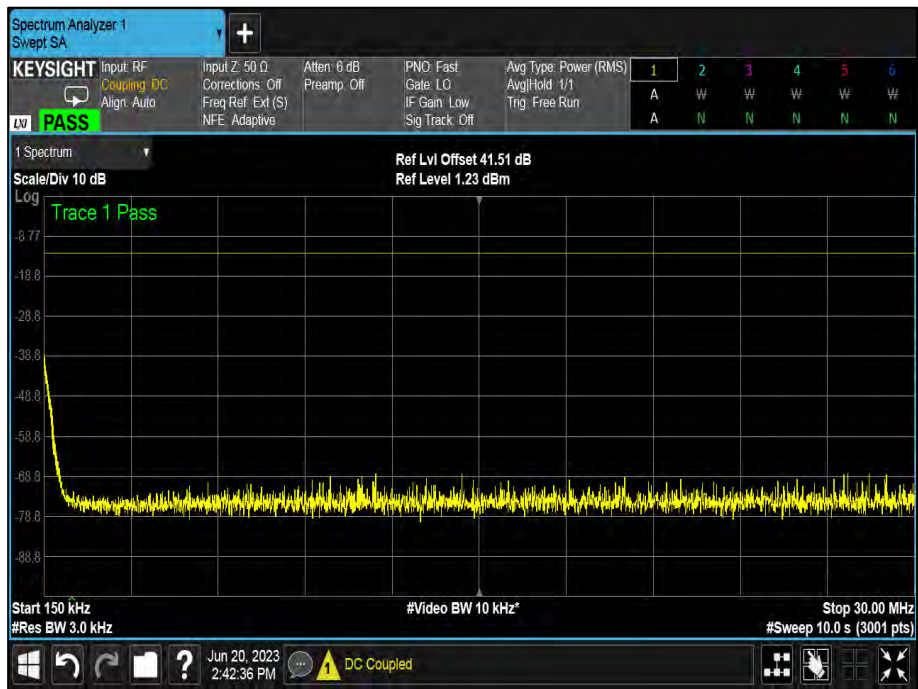 Spectrum Analyzer 1
Swept SA
+
KEYSIGHT
LXI PASS
Input: RF
Coupling: DC
Align: Auto
Input Z: 50 Ω
Corrections: Off
Freq Ref: Ext (S)
NFE: Adaptive
Atten: 6 dB
Preamp: Off
PNO: Fast
Gate: LO
IF Gain: Low
Sig Track: Off
Avg Type: Power (RMS)
Avg|Hold: 1/1
Trig: Free Run
1 2 3 4 5 6
A W W W W W
A N N N N N
1 Spectrum
Scale/Div 10 dB
Ref Lvl Offset 41.51 dB
Ref Level 1.23 dBm
Log
Trace 1 Pass
-8.77
-18.8
-28.8
-38.8
-48.8
-58.8
-68.8
-78.8
-88.8
Start 150 kHz
#Res BW 3.0 kHz
#Video BW 10 kHz*
Stop 30.00 MHz
#Sweep 10.0 s (3001 pts)
?
Jun 20, 2023
2:42:36 PM
1
DC Coupled